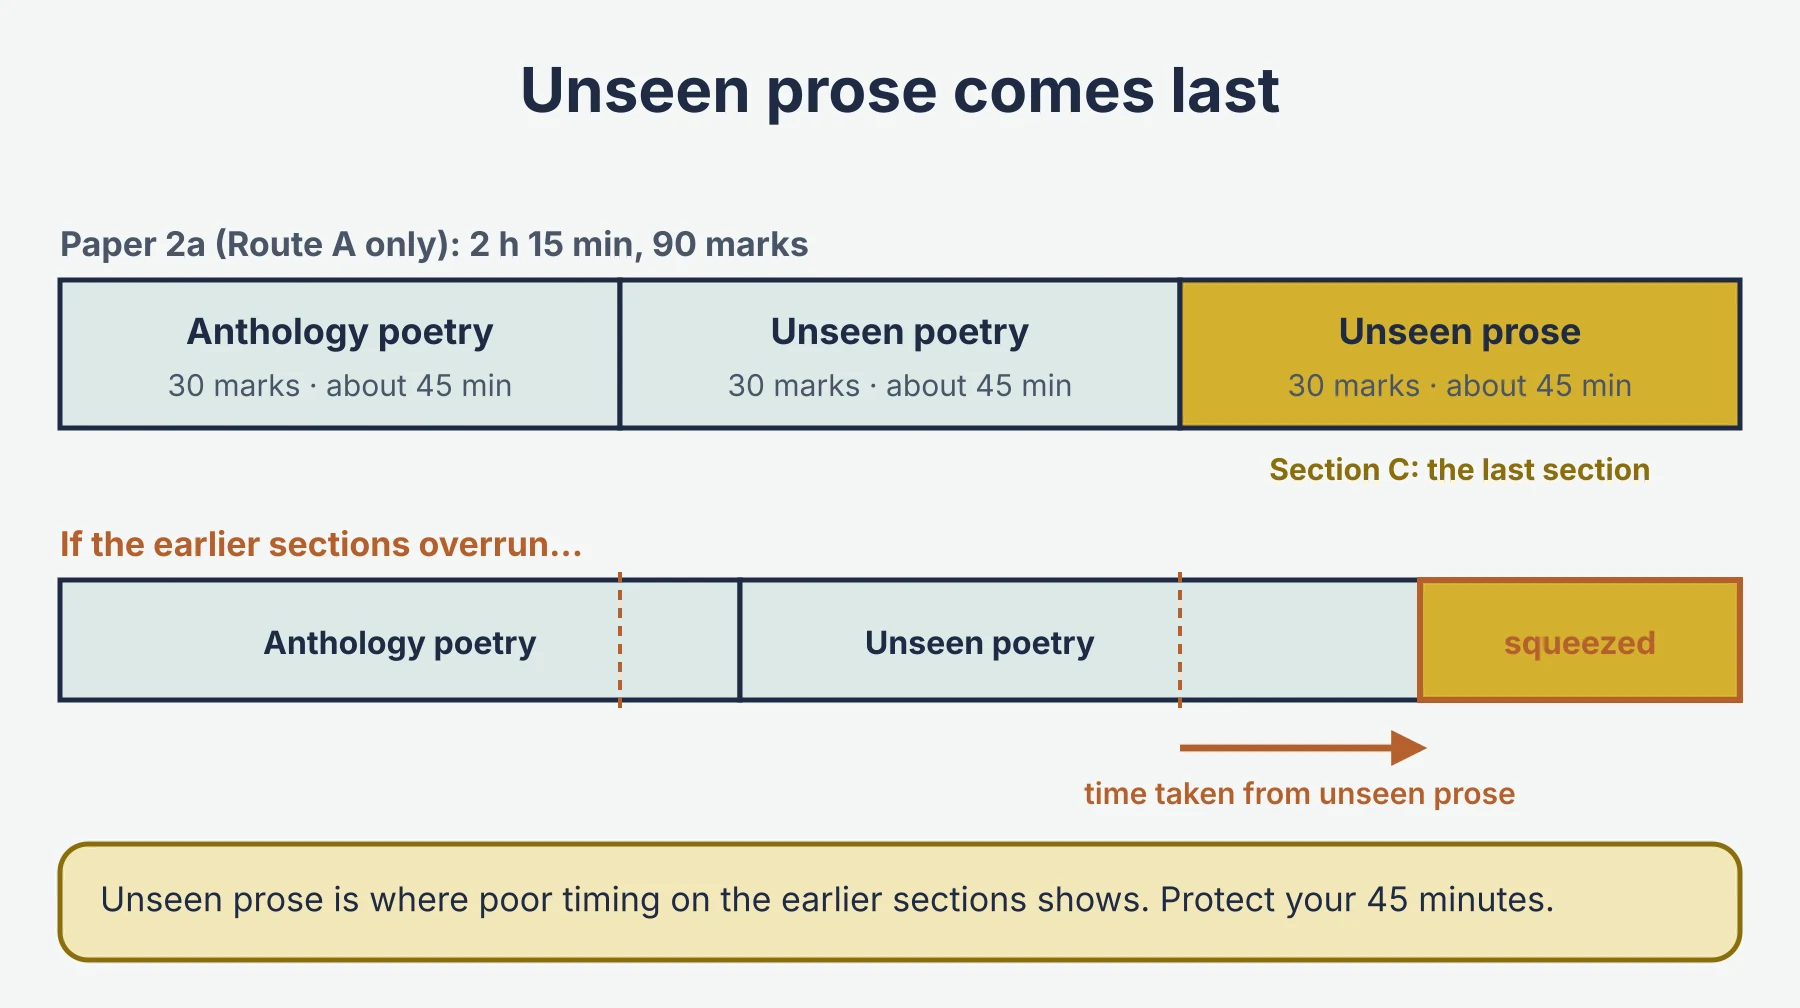 Unseen prose comes last
Paper 2a (Route A only): 2 h 15 min, 90 marks
Anthology poetry
30 marks · about 45 min
Unseen poetry
30 marks · about 45 min
Unseen prose
30 marks · about 45 min
Section C: the last section
If the earlier sections overrun…
Anthology poetry
Unseen poetry
squeezed
time taken from unseen prose
Unseen prose is where poor timing on the earlier sections shows. Protect your 45 minutes.